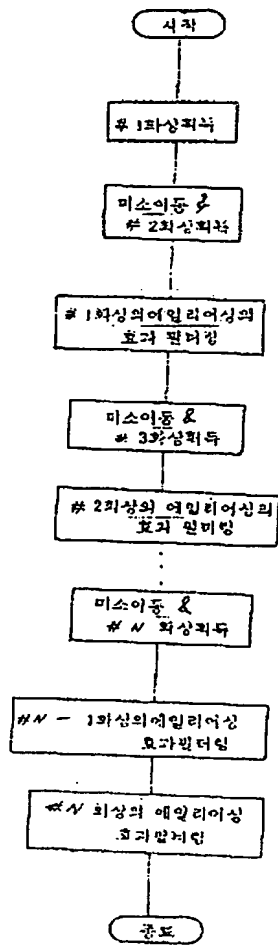 시작
#1화상획득
미소이동 &
#2화상획득
#1화상의에일리어싱의
효과 필터링
미소이동 &
#3화상획득
#2화상의 에일리어싱의
효과 필터링
미소이동 &
#N 화상획득
#N-1화상의에일리어싱
효과필터링
#N 화상의 에일리어싱
효과필터링
종료